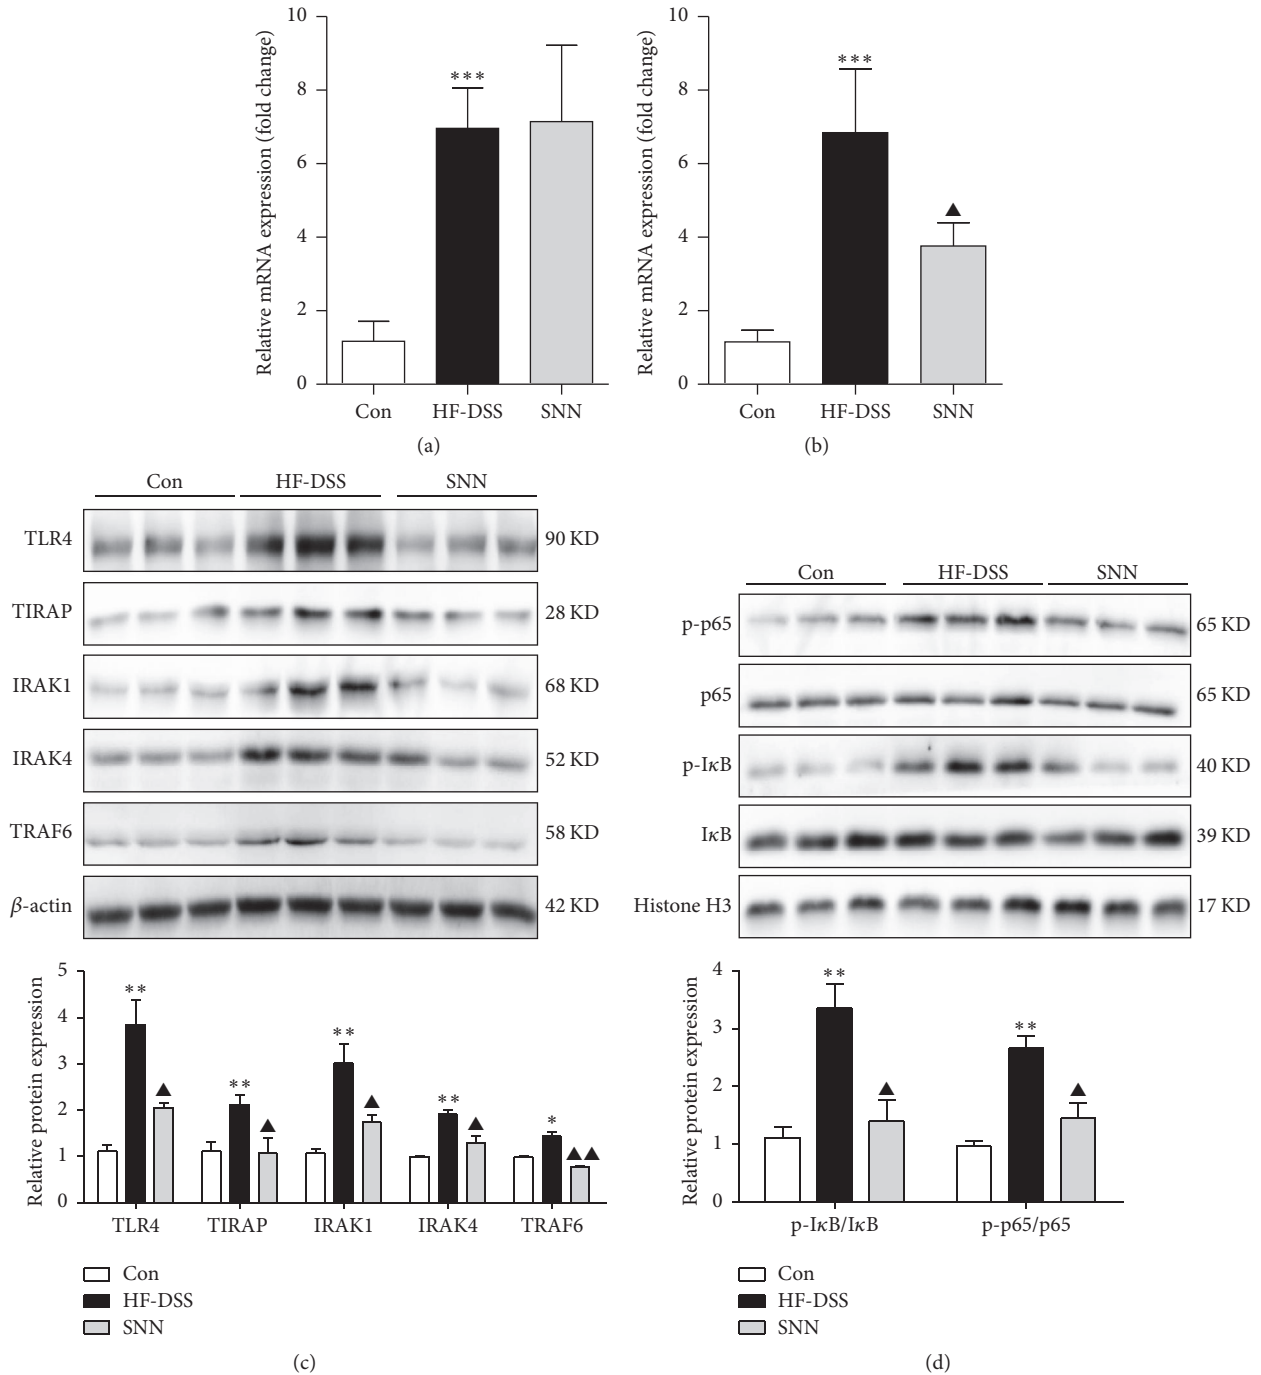 10
8
6
4
2
0
Relative mRNA expression (fold change)
***
Con
HF-DSS
SNN
(a)
10
8
6
4
2
0
Relative mRNA expression (fold change)
***
▲
Con
HF-DSS
SNN
(b)
Con
HF-DSS
SNN
TLR4
90 KD
TIRAP
28 KD
IRAK1
68 KD
IRAK4
52 KD
TRAF6
58 KD
β-actin
42 KD
5
4
3
2
1
0
Relative protein expression
**
▲
**
▲
**
▲
**
▲
*
▲▲
TLR4
TIRAP
IRAK1
IRAK4
TRAF6
Con
HF-DSS
SNN
(c)
Con
HF-DSS
SNN
p-p65
65 KD
p65
65 KD
p-IκB
40 KD
IκB
39 KD
Histone H3
17 KD
4
3
2
1
0
Relative protein expression
**
▲
**
▲
p-IκB/IκB
p-p65/p65
Con
HF-DSS
SNN
(d)